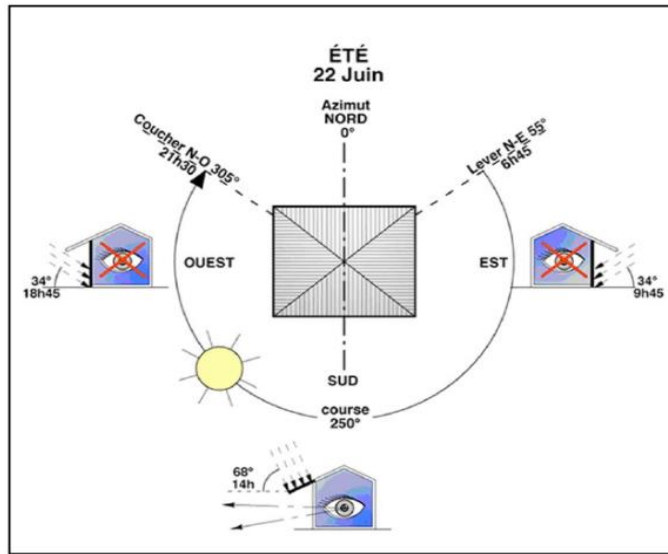 ÉTÉ
22 Juin
Azimut
NORD
0°
Coucher N-O 305°
21h30
Lever N-E 55°
6h45
OUEST
EST
34°
18h45
34°
9h45
SUD
course
250°
68°
14h